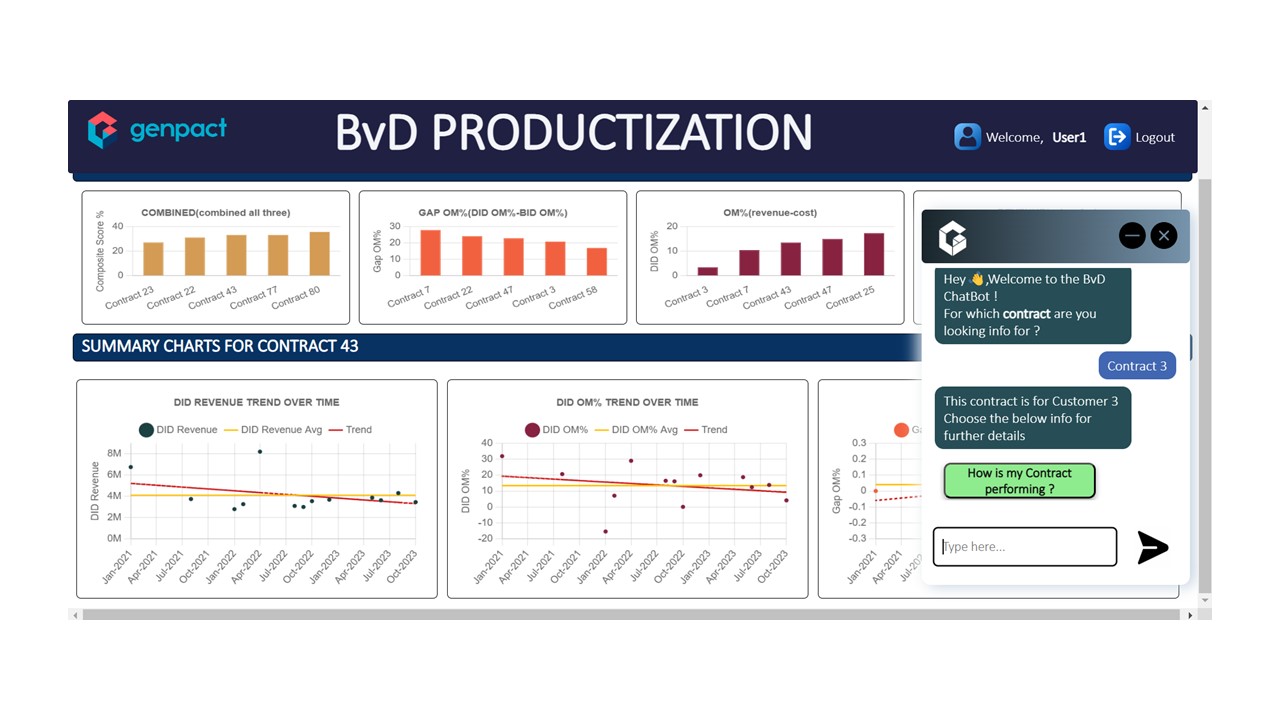 genpact
BvD PRODUCTIZATION
Welcome, User1
Logout
COMBINED(combined all three)
Composite Score %
40
20
0
Contract 23
Contract 22
Contract 43
Contract 77
Contract 80
GAP OM%(DID OM%-BID OM%)
Gap OM%
30
20
10
0
Contract 7
Contract 22
Contract 47
Contract 3
Contract 58
OM%(revenue-cost)
DID OM%
20
10
0
Contract 3
Contract 7
Contract 43
Contract 47
Contract 25
SUMMARY CHARTS FOR CONTRACT 43
DID REVENUE TREND OVER TIME
DID Revenue
DID Revenue Avg
Trend
DID Revenue
8M
6M
4M
2M
0M
Jan-2021
Apr-2021
Jul-2021
Oct-2021
Jan-2022
Apr-2022
Jul-2022
Oct-2022
Jan-2023
Apr-2023
Jul-2023
Oct-2023
DID OM% TREND OVER TIME
DID OM%
DID OM% Avg
Trend
DID OM%
40
30
20
10
0
-10
-20
Jan-2021
Apr-2021
Jul-2021
Oct-2021
Jan-2022
Apr-2022
Jul-2022
Oct-2022
Jan-2023
Apr-2023
Jul-2023
Oct-2023
Gap OM%
0.3
0.2
0.1
0
-0.1
-0.2
-0.3
Jan-2021
Apr-2021
Hey 👋,Welcome to the BvD
ChatBot !
For which contract are you
looking info for ?
Contract 3
This contract is for Customer 3
Choose the below info for
further details
How is my Contract
performing ?
Type here...